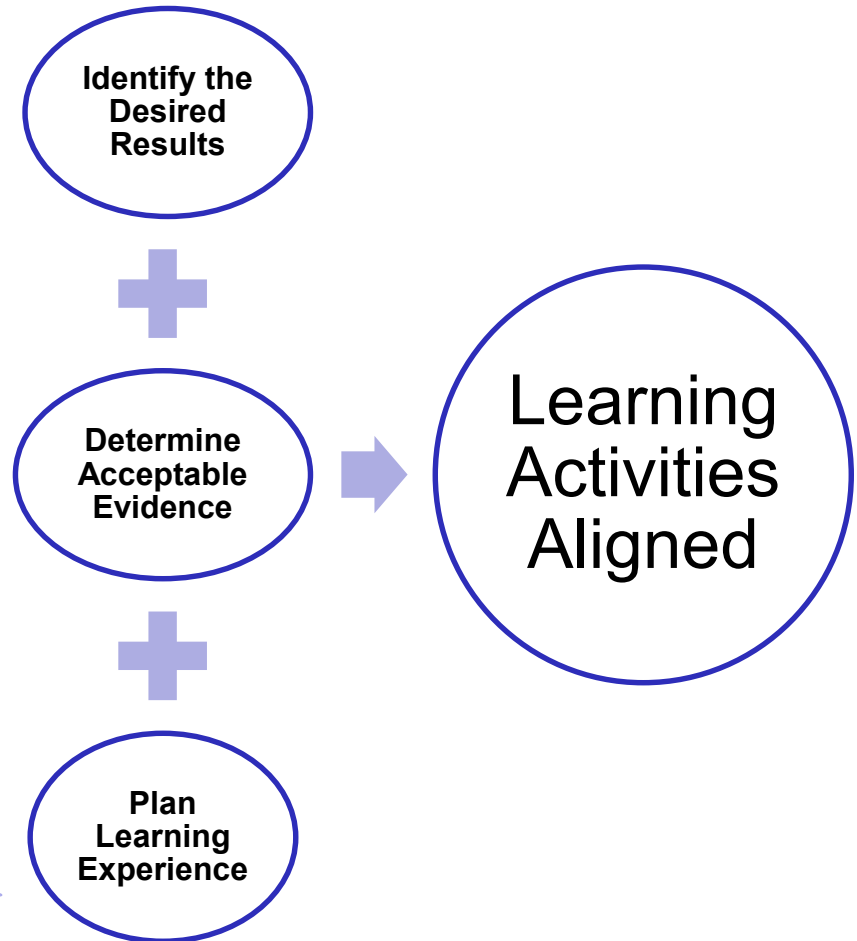 Identify the
Desired
Results
Determine
Acceptable
Evidence
Plan
Learning
Experience
Learning
Activities
Aligned